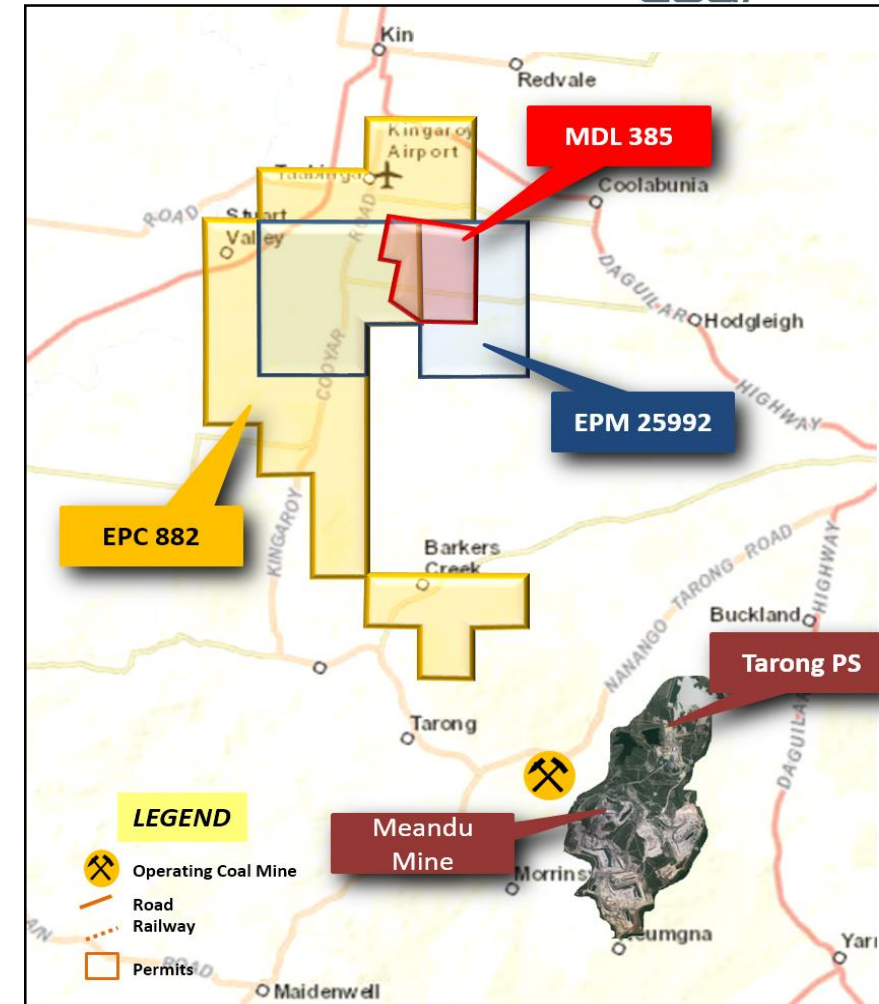 Kin
Redvale
Kingaroy
Airport
MDL 385
Coolabunia
ROAD
Stuart
Valley
ROAD
DAGUILAR
HIGHWAY
Hodgleigh
COOYAR
EPM 25992
EPC 882
KINGAROY
Barkers
Creek
NANANGO TARONG ROAD
HIGHWAY
Buckland
Tarong PS
Tarong
DAGUILAR
LEGEND
Meandu
Mine
Operating Coal Mine
Morrins
Road
Railway
Permits
ROAD
Maidenwell